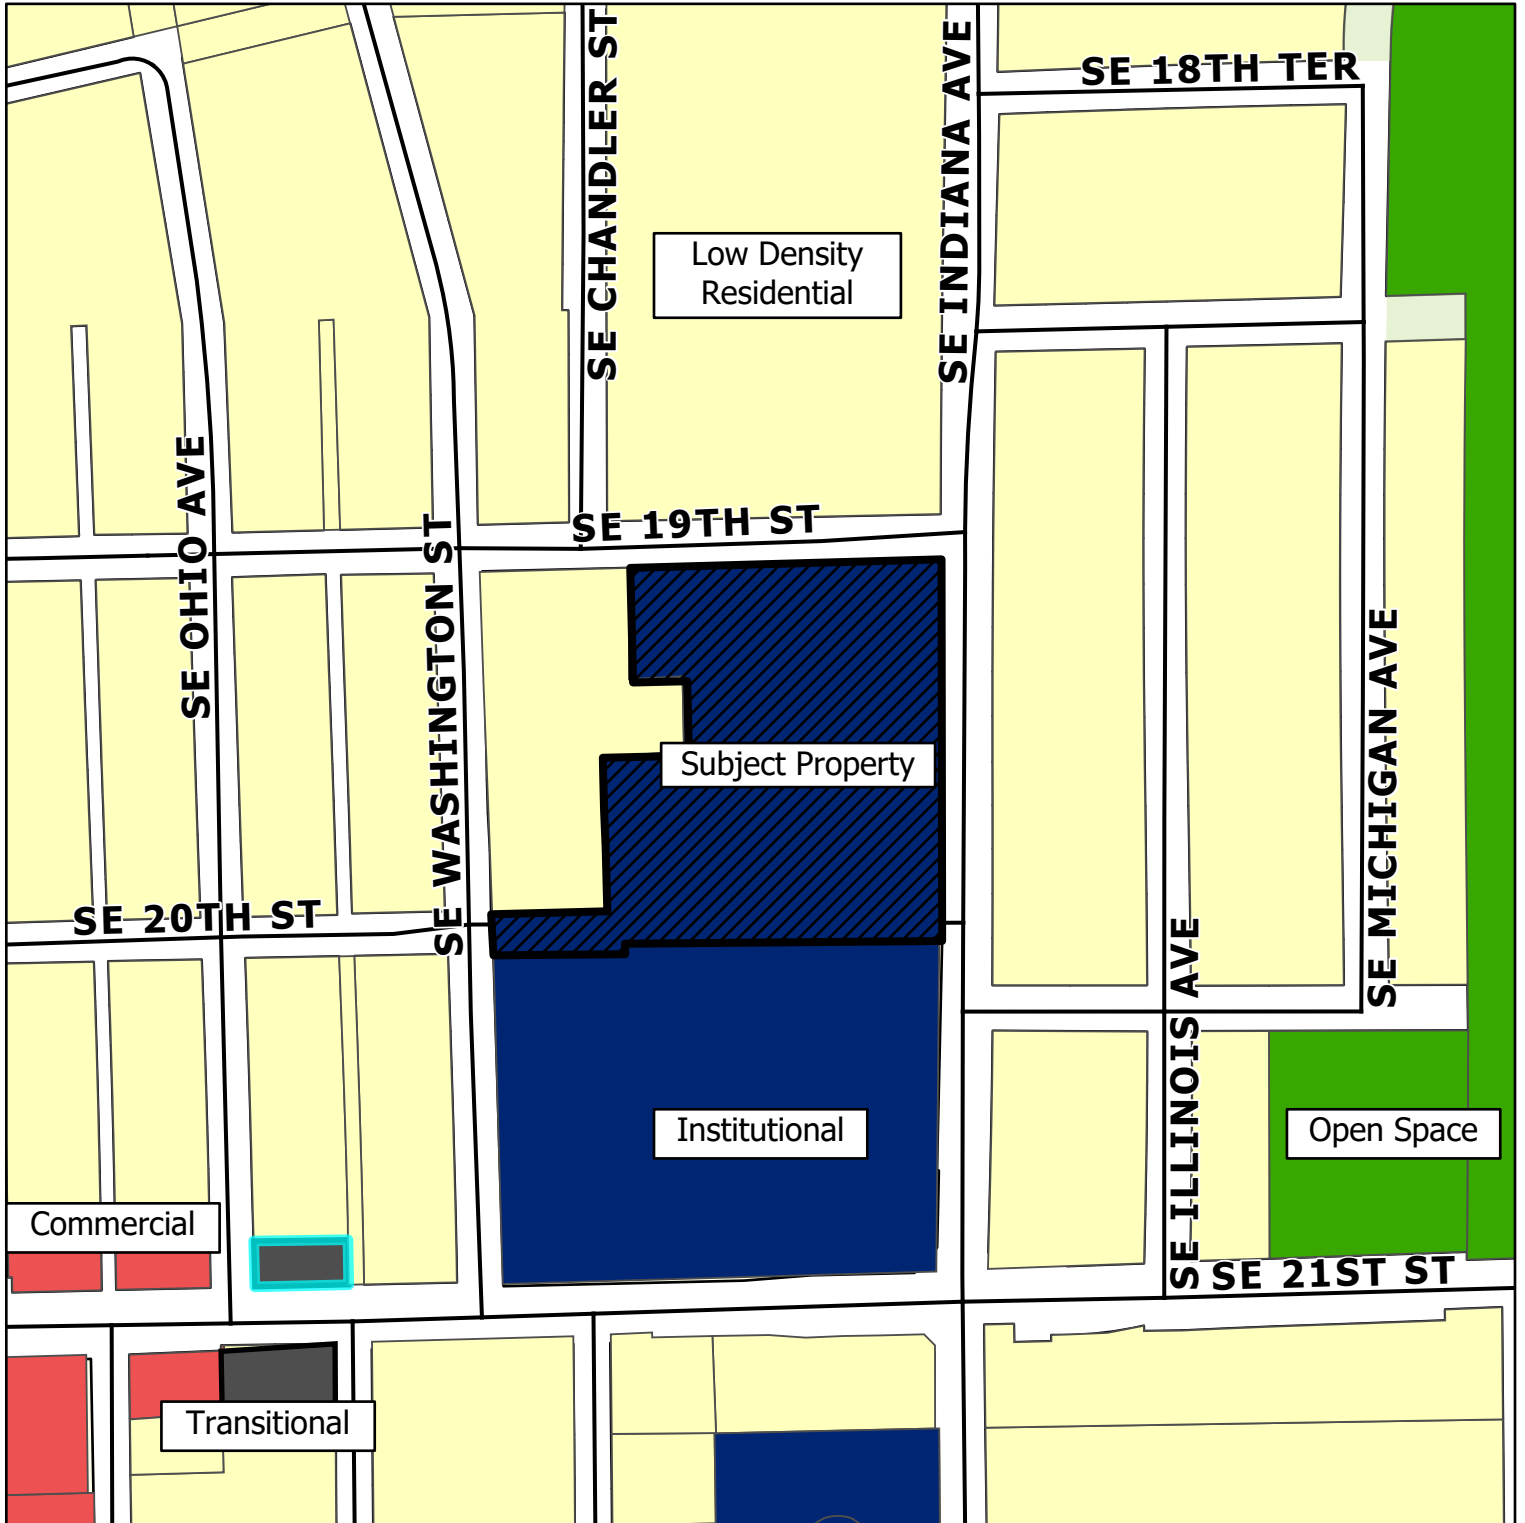 SE 18TH TER
SE CHANDLER ST
SE INDIANA AVE
Low Density
Residential
SE OHIO AVE
SE WASHINGTON ST
SE 19TH ST
SE MICHIGAN AVE
Subject Property
SE 20TH ST
SE ILLINOIS AVE
Institutional
Open Space
Commercial
SE 21ST ST
Transitional